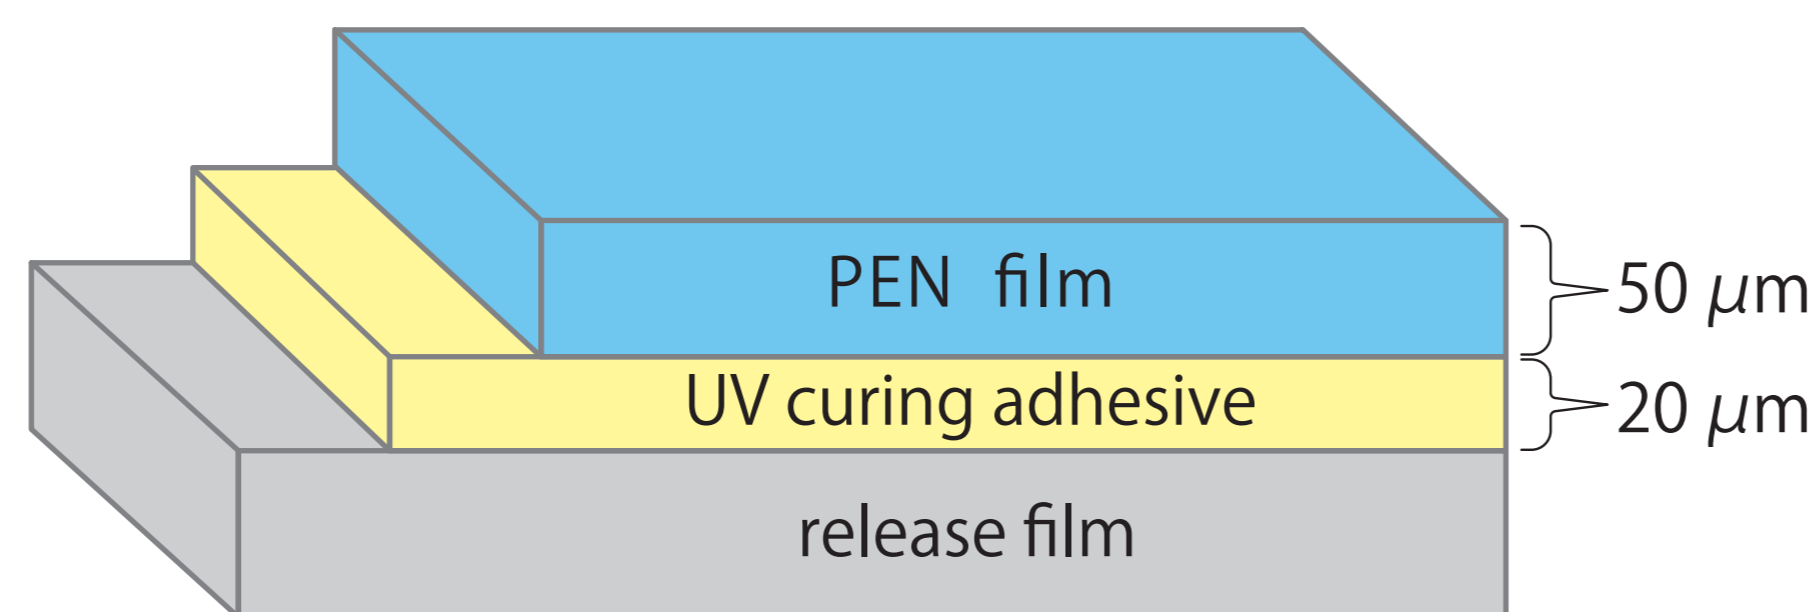 PEN film
50 μm
UV curing adhesive
20 μm
release film